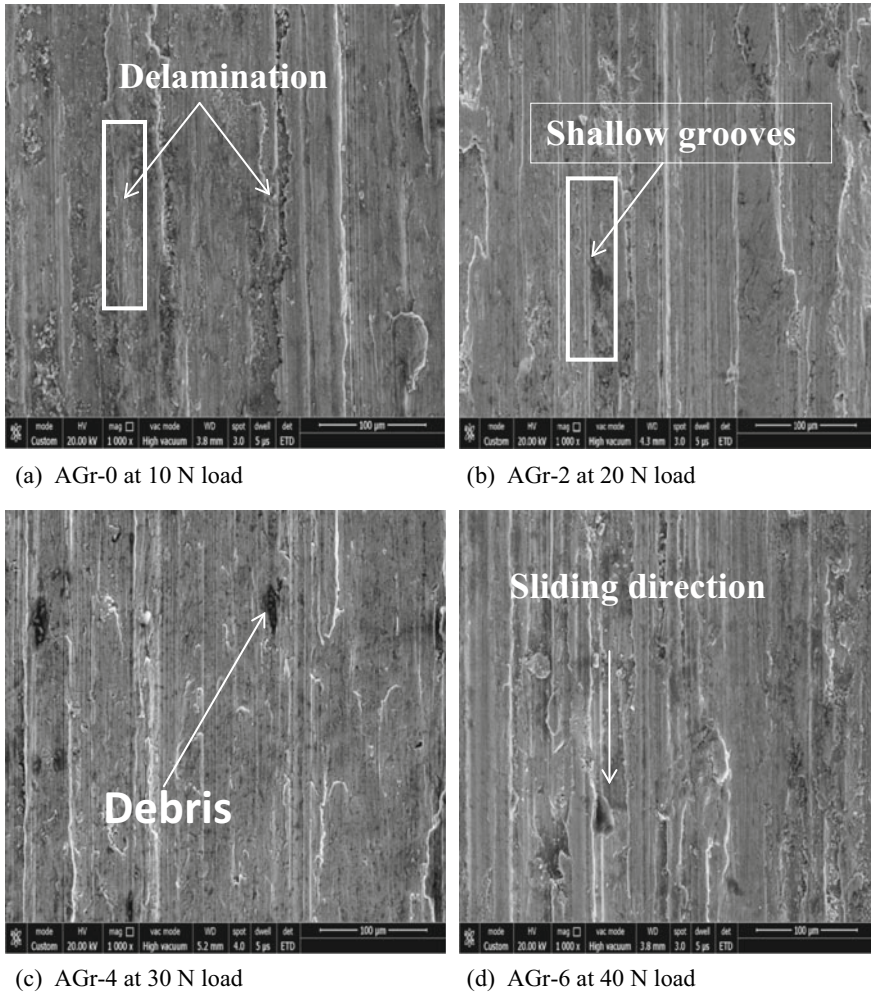 Delamination
Shallow grooves
mode HV mag vac mode WD spot dwell det
Custom 20.00 kV 1 000 x High vacuum 3.8 mm 3.0 5 µs ETD
100 µm
mode HV mag vac mode WD spot dwell det
Custom 20.00 kV 1 000 x High vacuum 4.3 mm 3.0 5 µs ETD
100 µm
(a) AGr-0 at 10 N load
(b) AGr-2 at 20 N load
Debris
Sliding direction
mode HV mag vac mode WD spot dwell det
Custom 20.00 kV 1 000 x High vacuum 5.2 mm 4.0 5 µs ETD
100 µm
mode HV mag vac mode WD spot dwell det
Custom 20.00 kV 1 000 x High vacuum 3.8 mm 3.0 5 µs ETD
100 µm
(c) AGr-4 at 30 N load
(d) AGr-6 at 40 N load